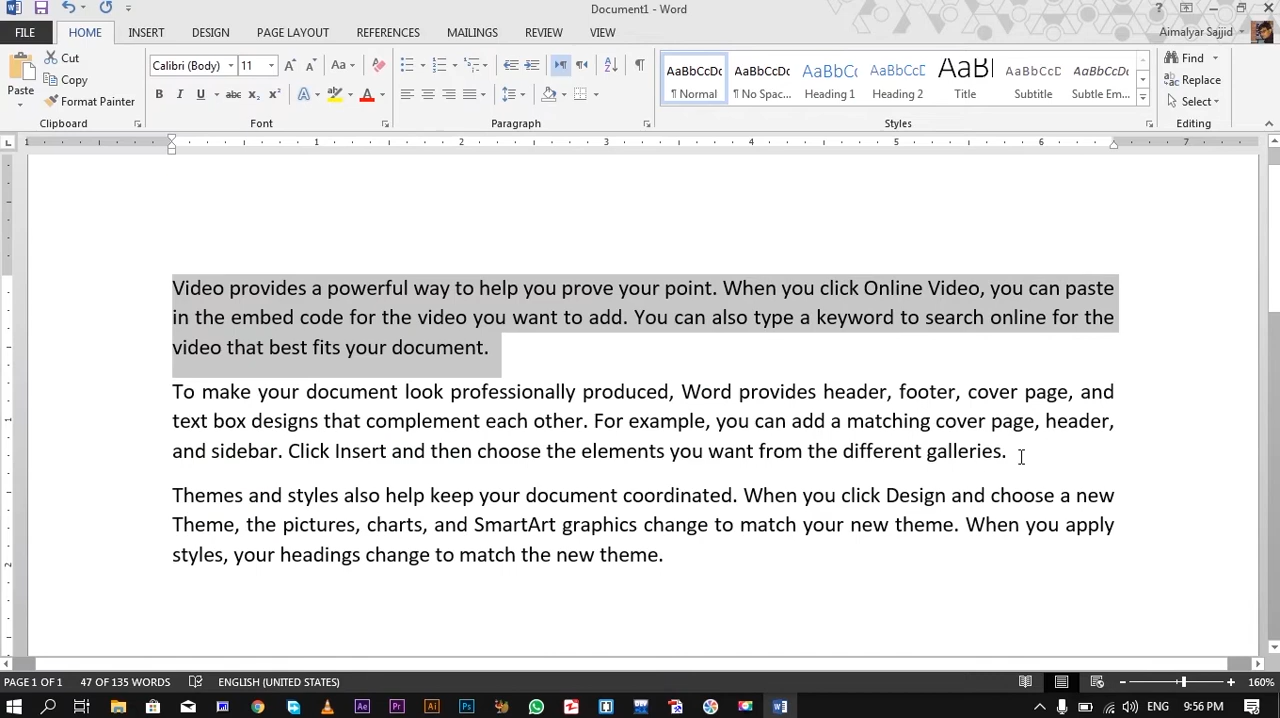 Document1 - Word
FILE HOME INSERT DESIGN PAGE LAYOUT REFERENCES MAILINGS REVIEW VIEW
Aimalyar Sajjid
Paste
Cut
Copy
Format Painter
Clipboard
Calibri (Body) 11
Font
Paragraph
AaBbCcDc AaBbCcDc AaBbCc AaBbCcD AaBl AaBbCcD AaBbCcDc
¶ Normal ¶ No Spac... Heading 1 Heading 2 Title Subtitle Subtle Em...
Styles
Find
Replace
Select
Editing
1 1 2 3 4 5 6 7
Video provides a powerful way to help you prove your point. When you click Online Video, you can paste
in the embed code for the video you want to add. You can also type a keyword to search online for the
video that best fits your document.
To make your document look professionally produced, Word provides header, footer, cover page, and
text box designs that complement each other. For example, you can add a matching cover page, header,
and sidebar. Click Insert and then choose the elements you want from the different galleries.
Themes and styles also help keep your document coordinated. When you click Design and choose a new
Theme, the pictures, charts, and SmartArt graphics change to match your new theme. When you apply
styles, your headings change to match the new theme.
PAGE 1 OF 1 47 OF 135 WORDS ENGLISH (UNITED STATES) 160%
ENG 9:56 PM